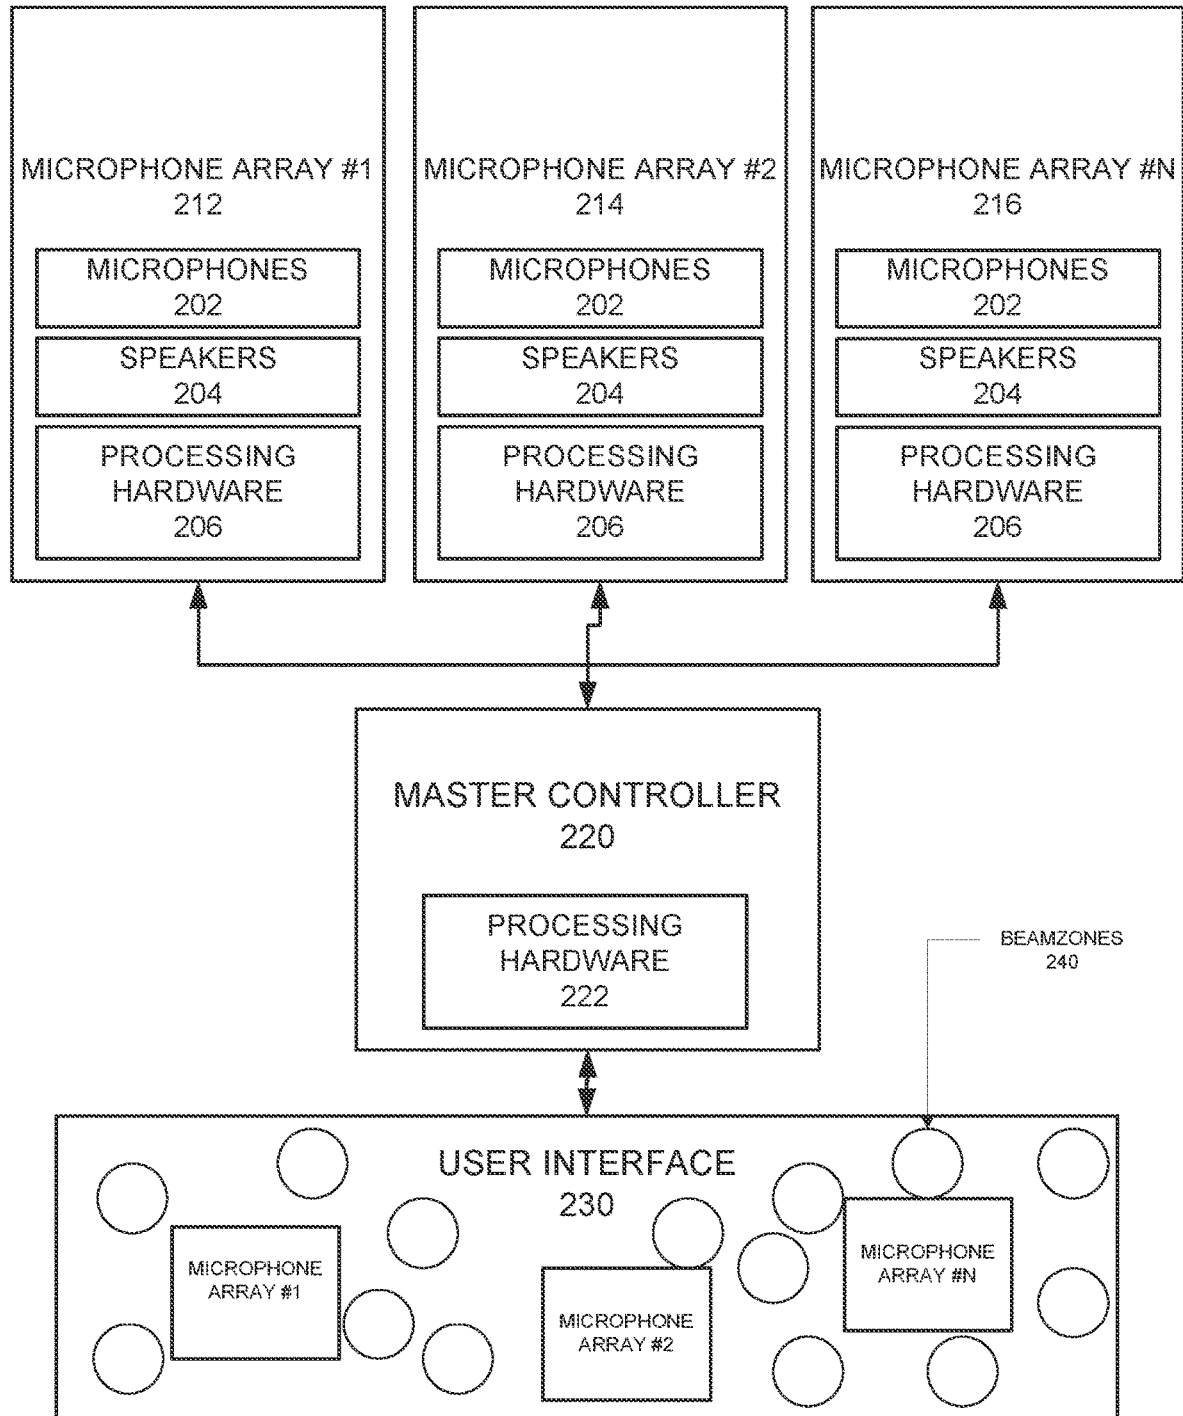 MICROPHONE ARRAY #1
212
MICROPHONES
202
SPEAKERS
204
PROCESSING
HARDWARE
206
MICROPHONE ARRAY #2
214
MICROPHONES
202
SPEAKERS
204
PROCESSING
HARDWARE
206
MICROPHONE ARRAY #N
216
MICROPHONES
202
SPEAKERS
204
PROCESSING
HARDWARE
206
MASTER CONTROLLER
220
PROCESSING
HARDWARE
222
BEAMZONES
240
USER INTERFACE
230
MICROPHONE
ARRAY #1
MICROPHONE
ARRAY #2
MICROPHONE
ARRAY #N